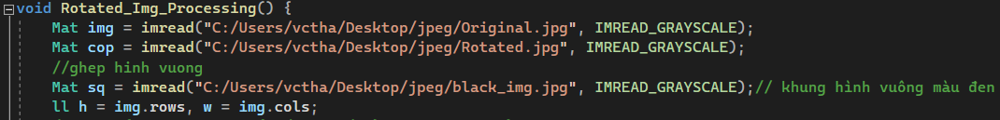 void Rotated_Img_Processing() {
Mat img = imread("C:/Users/vctha/Desktop/jpeg/Original.jpg", IMREAD_GRAYSCALE);
Mat cop = imread("C:/Users/vctha/Desktop/jpeg/Rotated.jpg", IMREAD_GRAYSCALE);
//ghep hinh vuong
Mat sq = imread("C:/Users/vctha/Desktop/jpeg/black_img.jpg", IMREAD_GRAYSCALE);// khung hình vuông màu đen
ll h = img.rows, w = img.cols;